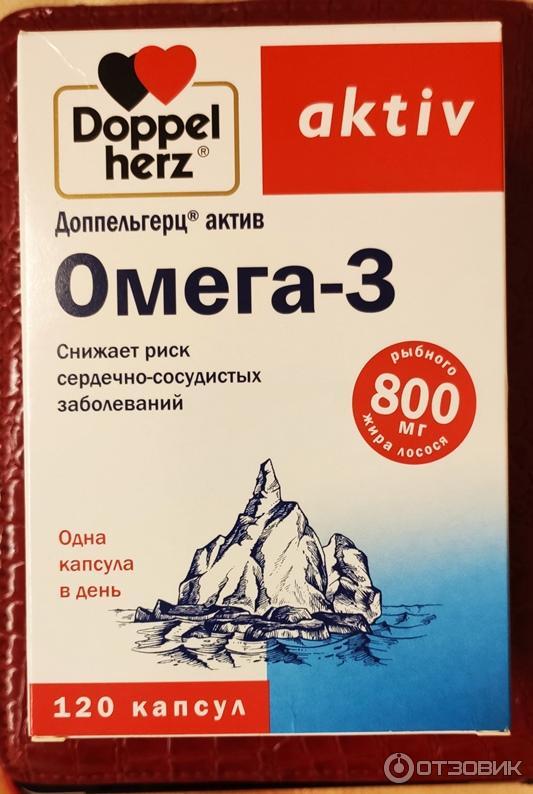 Doppel
herz®
aktiv
Доппельгерц® актив
Омега-3
Снижает риск
сердечно-сосудистых
заболеваний
рыбного
800
мг
жира лосося
Одна
капсула
в день
120 капсул
ОТЗОВИК